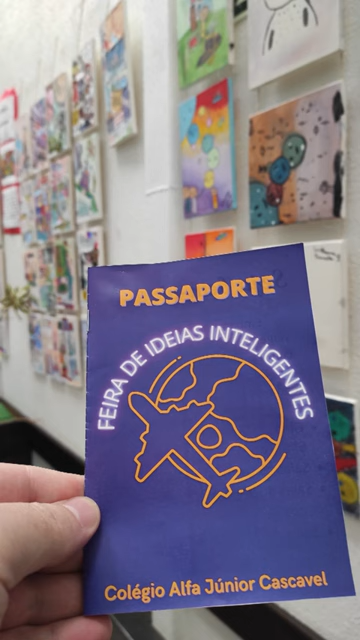 PASSAPORTE
FEIRA DE IDEIAS INTELIGENTES
Colégio Alfa Júnior Cascavel